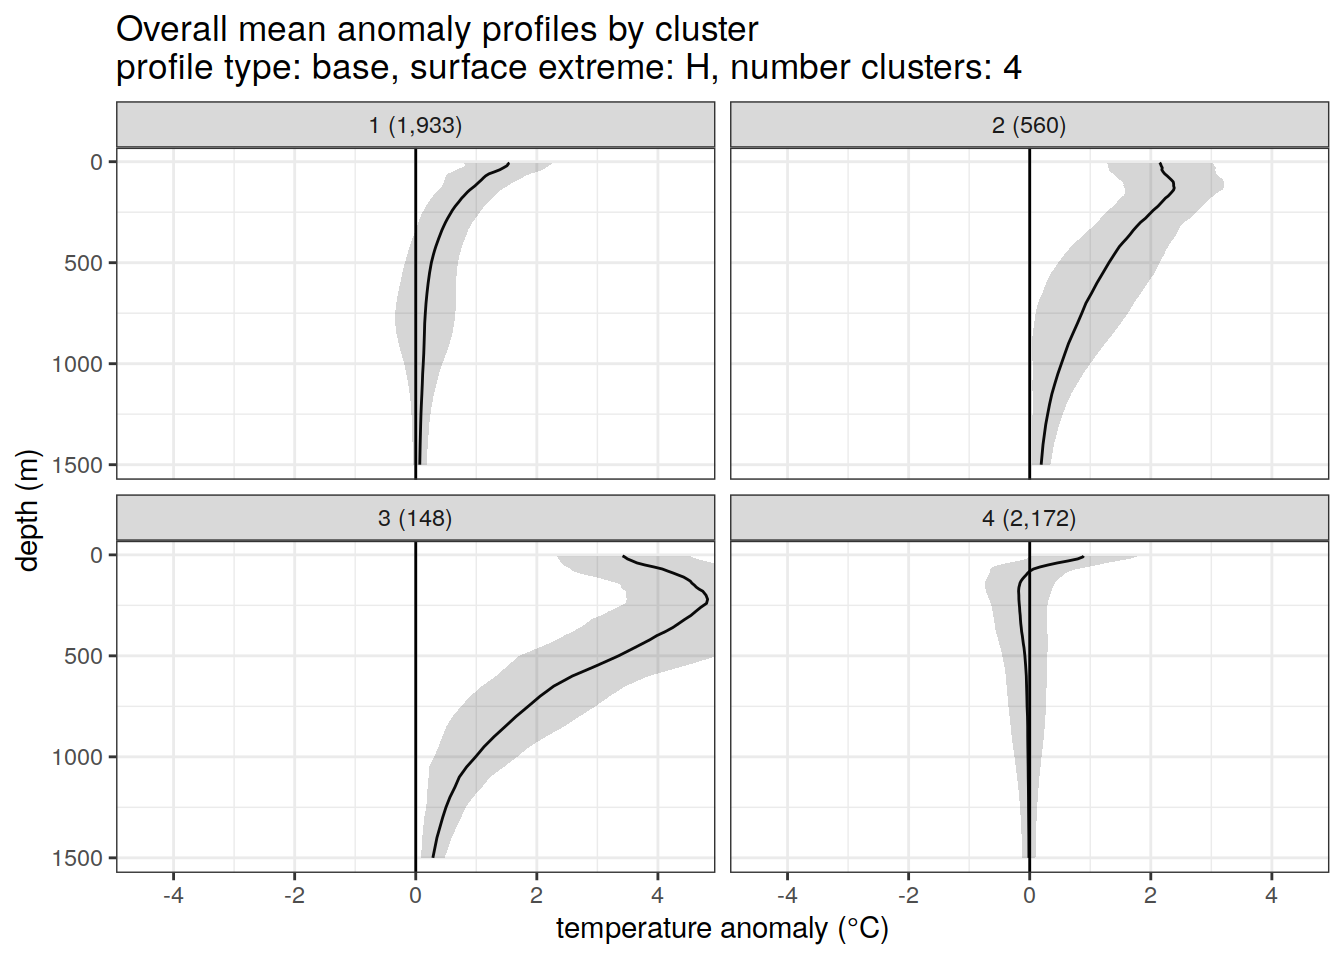 Overall mean anomaly profiles by cluster
profile type: base, surface extreme: H, number clusters: 4
1 (1,933)
2 (560)
0
500
1000
1500
3 (148)
4 (2,172)
0
500
1000
1500
depth (m)
-4 -2 0 2 4
-4 -2 0 2 4
temperature anomaly (°C)